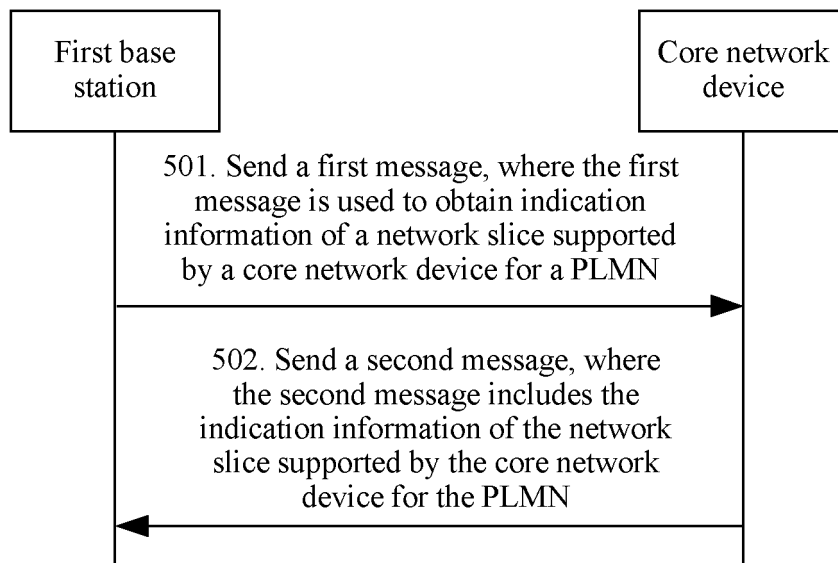 First base
station
Core network
device
501. Send a first message, where the first
message is used to obtain indication
information of a network slice supported
by a core network device for a PLMN
502. Send a second message, where
the second message includes the
indication information of the network
slice supported by the core network
device for the PLMN